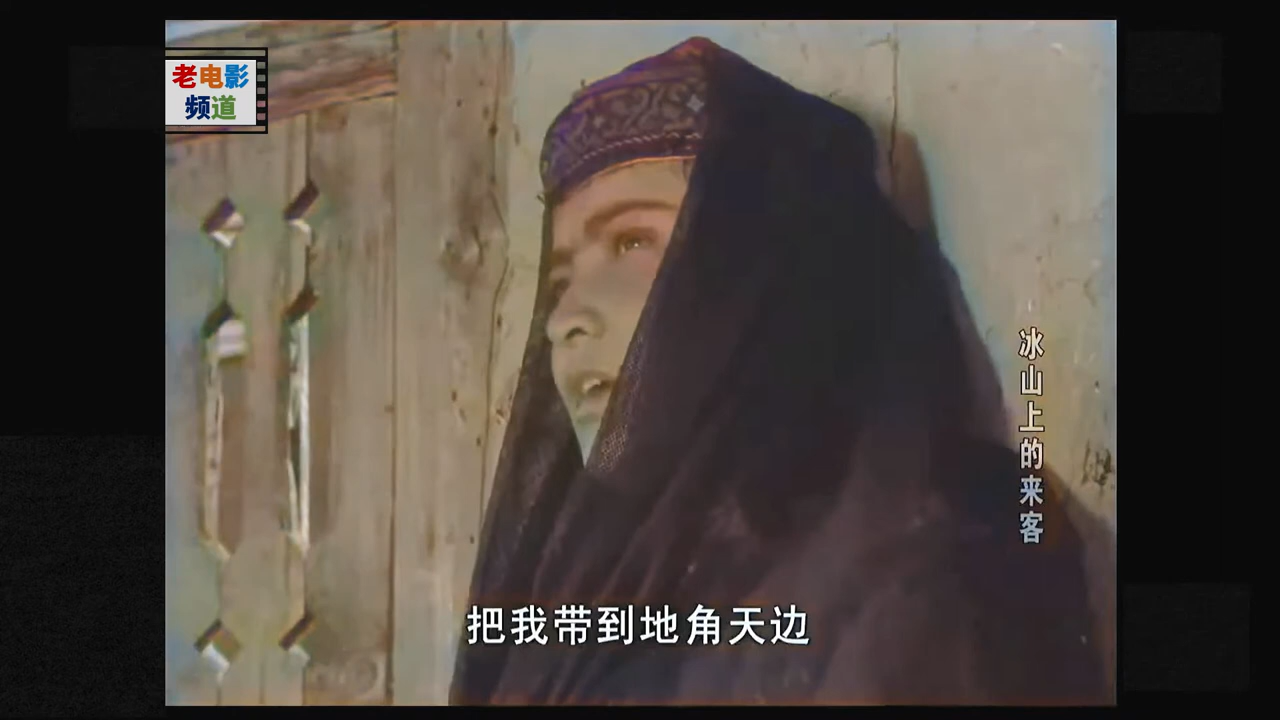 老电影
频道
冰山上的来客
把我带到地角天边